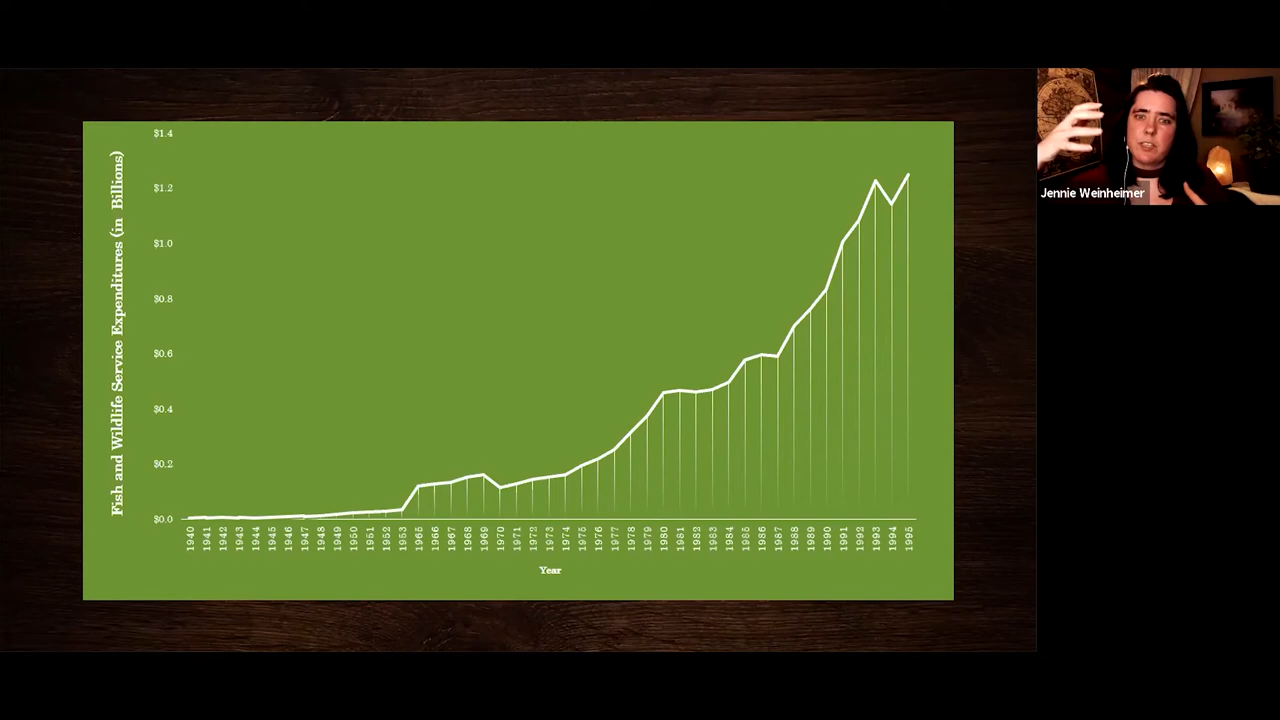 Fish and Wildlife Service Expenditures (in Billions)
$1.4
$1.2
$1.0
$0.8
$0.6
$0.4
$0.2
$0.0
1940 1941 1942 1943 1944 1945 1946 1947 1948 1949 1950 1951 1952 1953 1965 1966 1967 1968 1969 1970 1971 1972 1973 1974 1975 1976 1977 1978 1979 1980 1981 1982 1983 1984 1985 1986 1987 1988 1989 1990 1991 1992 1993 1994 1995
Year
Jennie Weinheimer